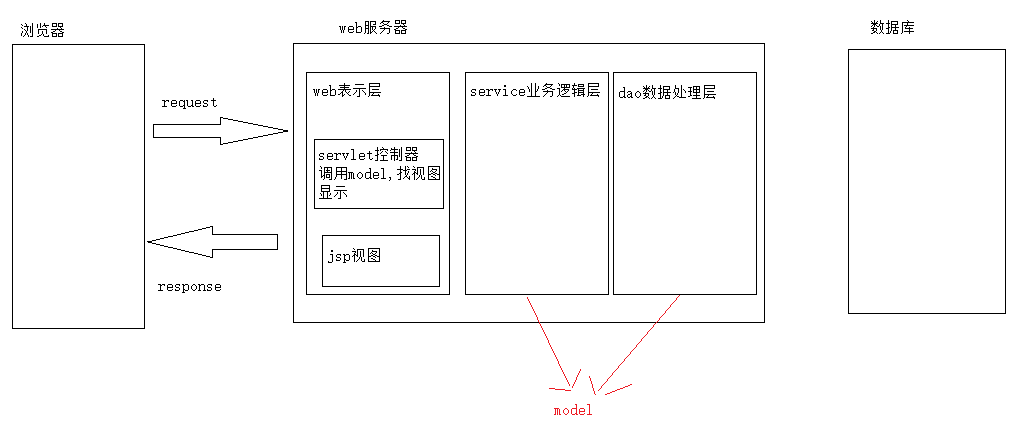 浏览器
web服务器
数据库
request
response
web表示层
servlet控制器
调用model,找视图
显示
jsp视图
service业务逻辑层
dao数据处理层
model